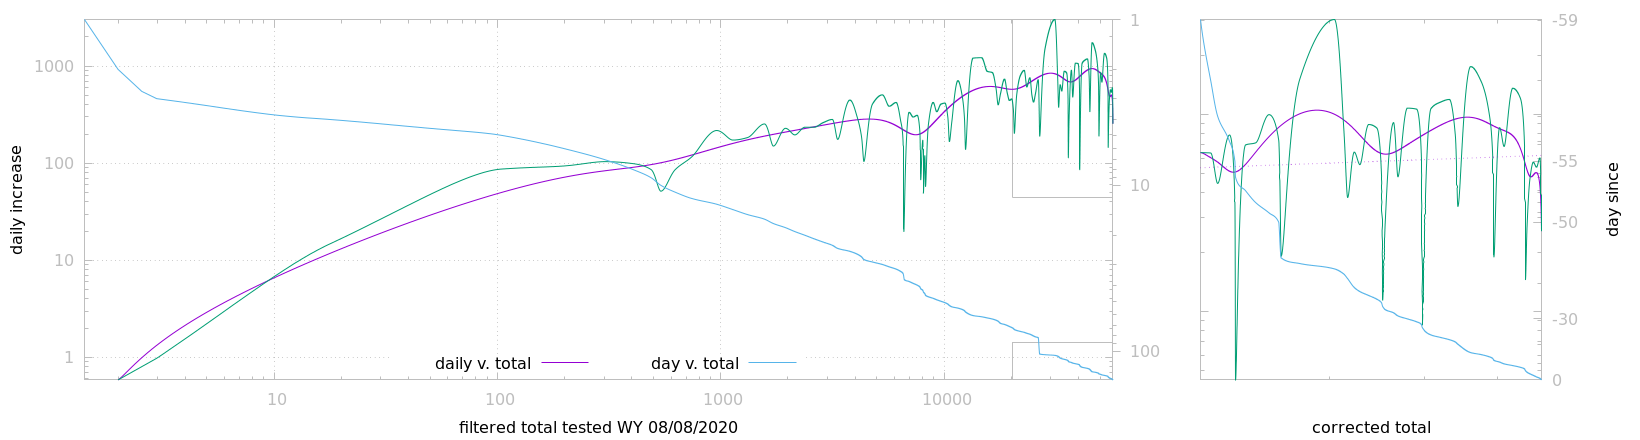 1000
100
10
1
daily increase
daily v. total
day v. total
10
100
1000
10000
filtered total tested WY 08/08/2020
1
10
100
-59
-55
-50
-30
0
day since
corrected total